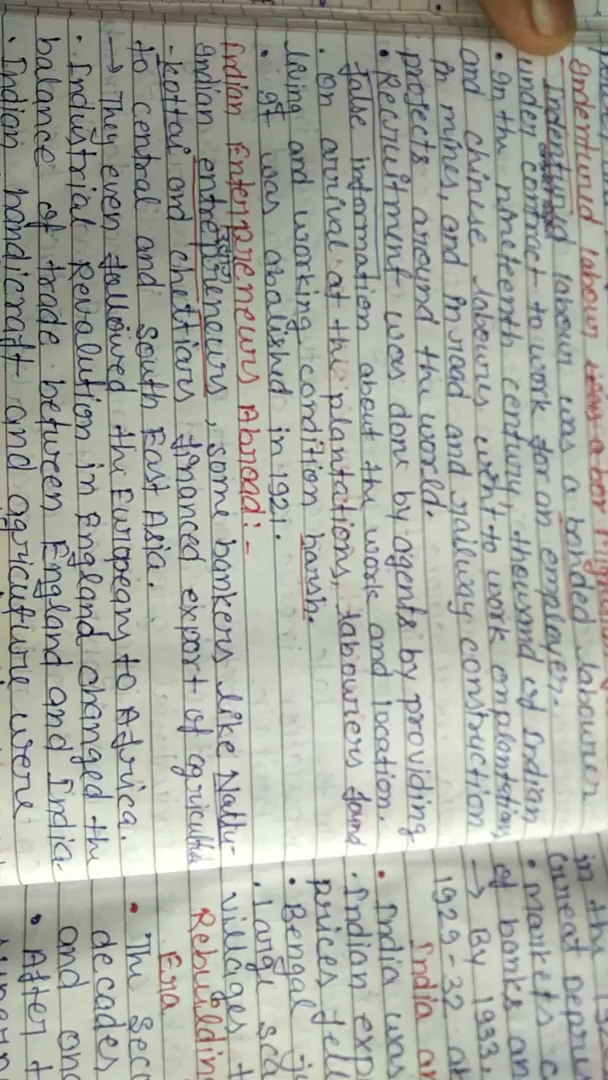 Indentured labour
Indentured labour was a bonded labourer
under contract to work for an employer.
• In the nineteenth century, thousand of Indian
and chinese labourers went to work on plantation,
in mines, and in road and railway construction
projects around the world.
• Recruitment was done by agents by providing
false information about the work and location.
• On arrival at the plantations, labouriers found
living and working condition harsh.
• It was abolished in 1921.
Indian Enterpreneurs Abroad:-
Indian entrepreneurs, some bankers like Nattu-
-kottai and chettiars financed export of
to central and South East Asia.
→ They even followed the Europeans to Africa.
• Industrial Revolution in England changed the
balance of trade between England and India.
• Indian handicraft and agriculture were
in the
Great Depre
• Markets
of banks an
→ By 1933,
1929-32
India
• India was
• Indian exp
prices fell
• Bengal ju
• Large sca
villages
Rebuildin
Era
• The Seco
decades
and
• After